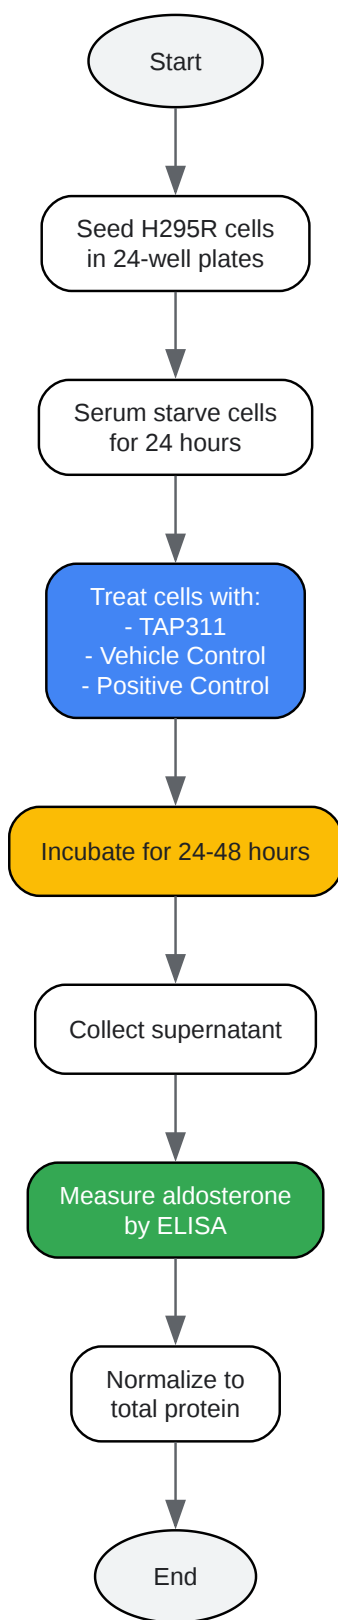 Start
Seed H295R cells
in 24-well plates
Serum starve cells
for 24 hours
Treat cells with:
- TAP311
- Vehicle Control
- Positive Control
Incubate for 24-48 hours
Collect supernatant
Measure aldosterone
by ELISA
Normalize to
total protein
End